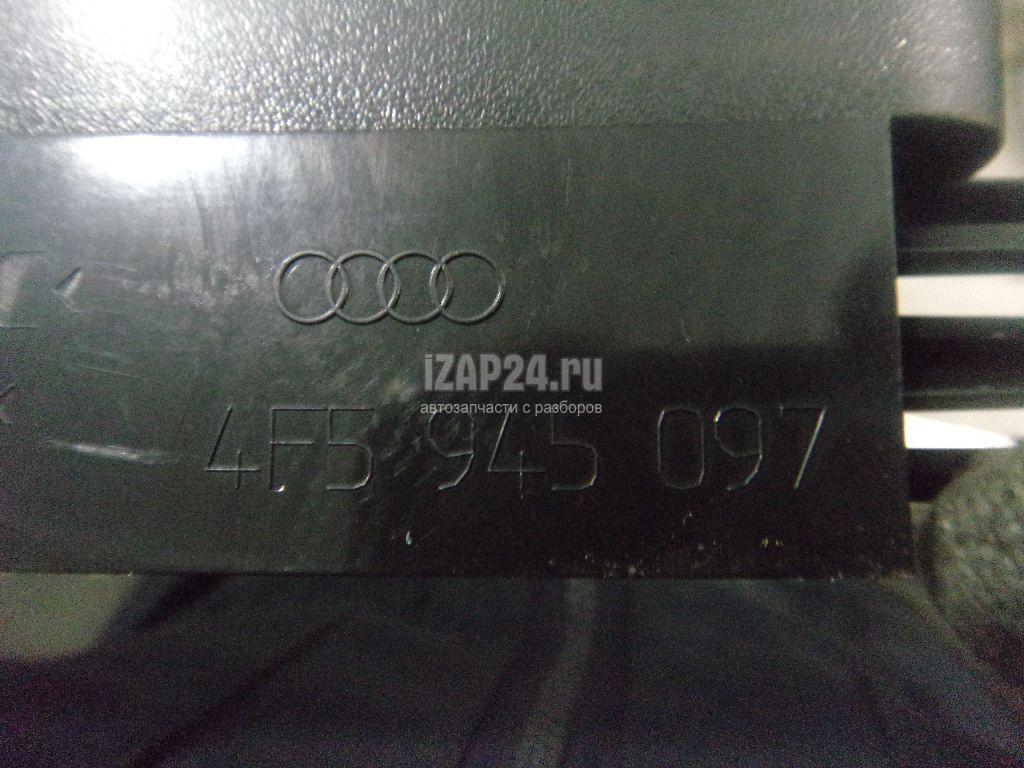 iZAP24.ru
автозапчасти с разборов
4F5 945 097